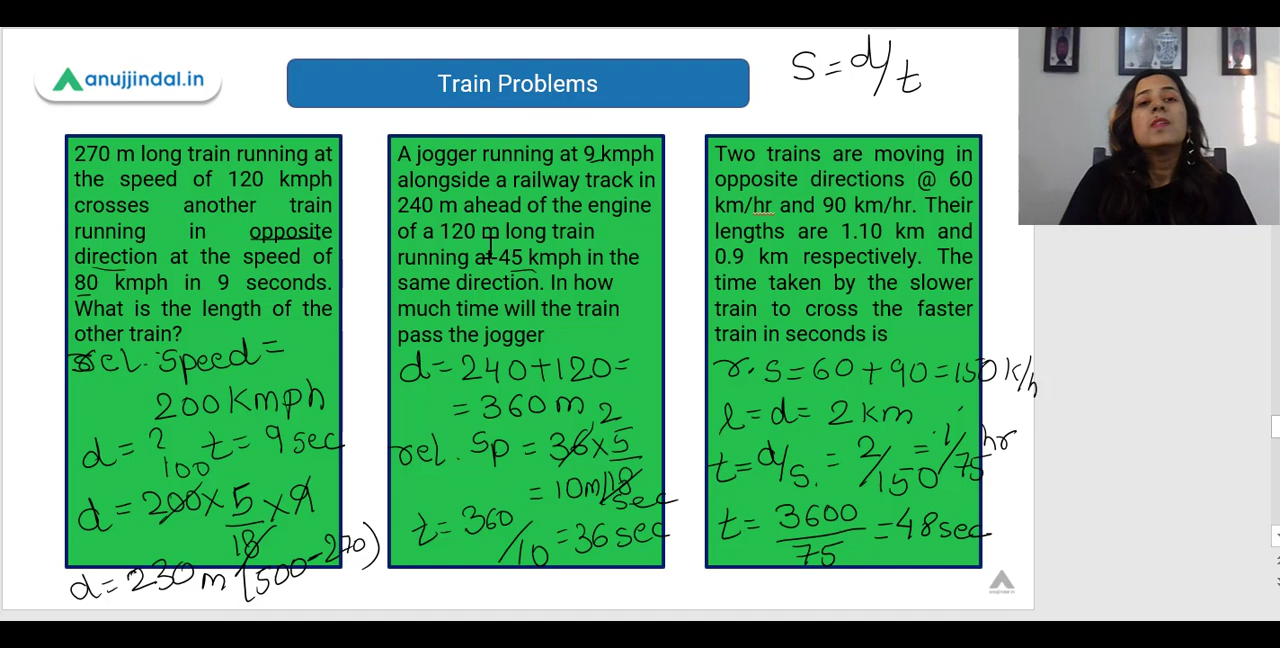 anujjindal.in
Train Problems
S = d/t
270 m long train running at
the speed of 120 kmph
crosses another train
running in opposite
direction at the speed of
80 kmph in 9 seconds.
What is the length of the
other train?
rel. speed =
200 Kmph
d = ? t = 9 sec
100
d = 200 x 5/18 x 9
d = 230 m (500 - 270)
A jogger running at 9 kmph
alongside a railway track in
240 m ahead of the engine
of a 120 m long train
running at 45 kmph in the
same direction. In how
much time will the train
pass the jogger
d = 240 + 120 =
= 360 m
2
rel. Sp = 36 x 5/18
= 10 m/sec
t = 360/10 = 36 sec
Two trains are moving in
opposite directions @ 60
km/hr and 90 km/hr. Their
lengths are 1.10 km and
0.9 km respectively. The
time taken by the slower
train to cross the faster
train in seconds is
r. S = 60 + 90 = 150 K/h
l = d = 2 km
t = d/s. = 2/150 = 1/75 hr
t = 3600/75 = 48 sec
anujjindal.in